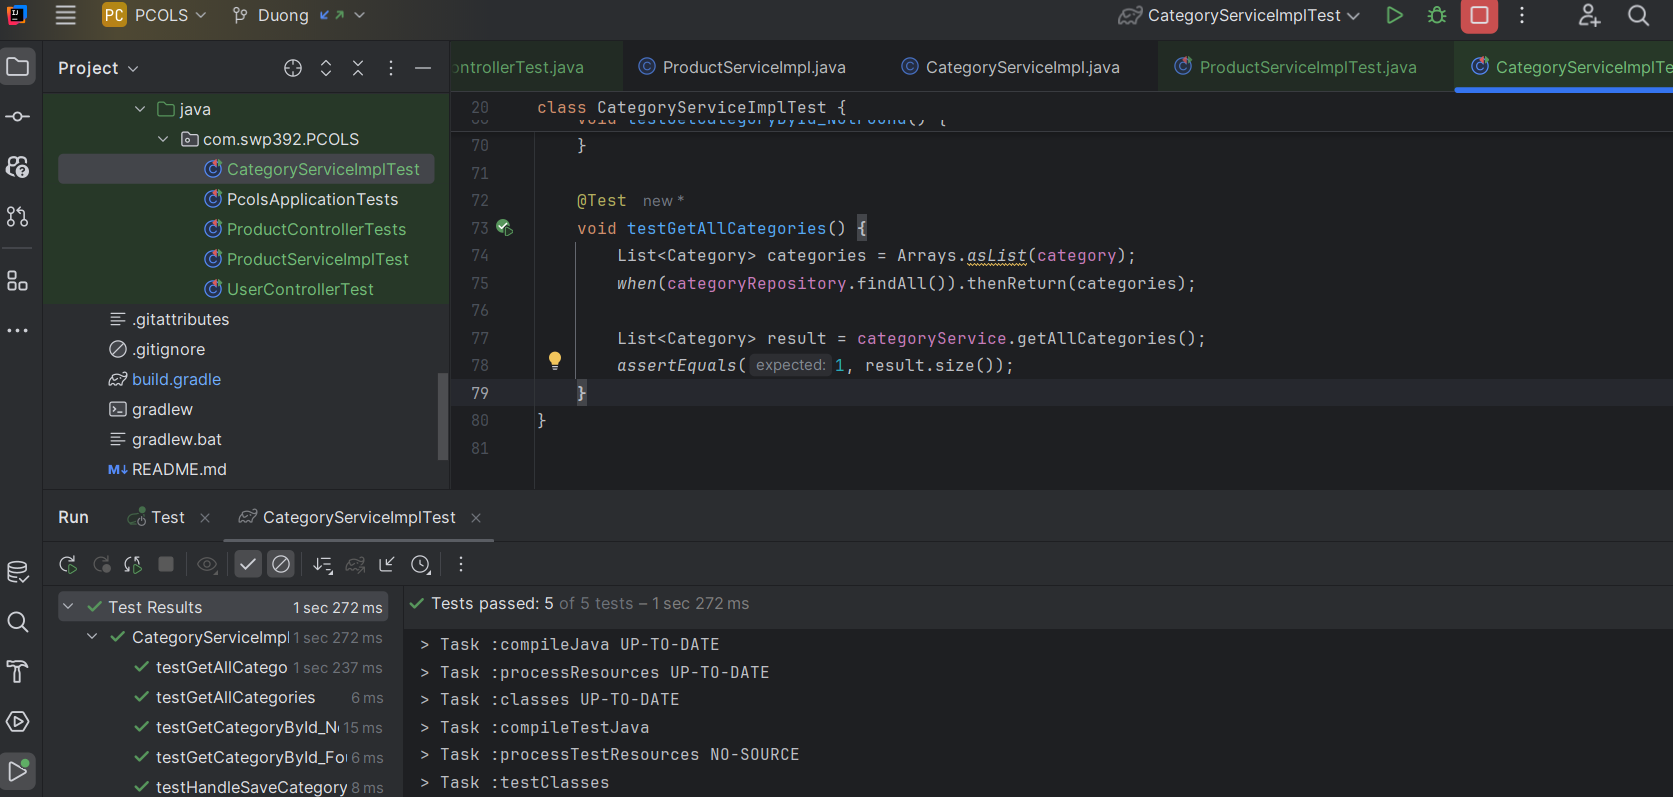 PC PCOLS Duong CategoryServiceImplTest
Project
ontrollerTest.java ProductServiceImpl.java CategoryServiceImpl.java ProductServiceImplTest.java CategoryServiceImplTe
java
com.swp392.PCOLS
CategoryServiceImplTest
PcolsApplicationTests
ProductControllerTests
ProductServiceImplTest
UserControllerTest
.gitattributes
.gitignore
build.gradle
gradlew
gradlew.bat
M↓ README.md
20 class CategoryServiceImplTest {
void testGetCategoryById_NotFound() {
70 }
71
72 @Test new *
73 void testGetAllCategories() {
74 List<Category> categories = Arrays.asList(category);
75 when(categoryRepository.findAll()).thenReturn(categories);
76
77 List<Category> result = categoryService.getAllCategories();
78 assertEquals( expected: 1, result.size());
79 }
80 }
81
Run Test CategoryServiceImplTest
Test Results 1 sec 272 ms
CategoryServiceImpl 1 sec 272 ms
testGetAllCatego 1 sec 237 ms
testGetAllCategories 6 ms
testGetCategoryById_No 15 ms
testGetCategoryById_Fou 6 ms
testHandleSaveCategory 8 ms
Tests passed: 5 of 5 tests – 1 sec 272 ms
> Task :compileJava UP-TO-DATE
> Task :processResources UP-TO-DATE
> Task :classes UP-TO-DATE
> Task :compileTestJava
> Task :processTestResources NO-SOURCE
> Task :testClasses